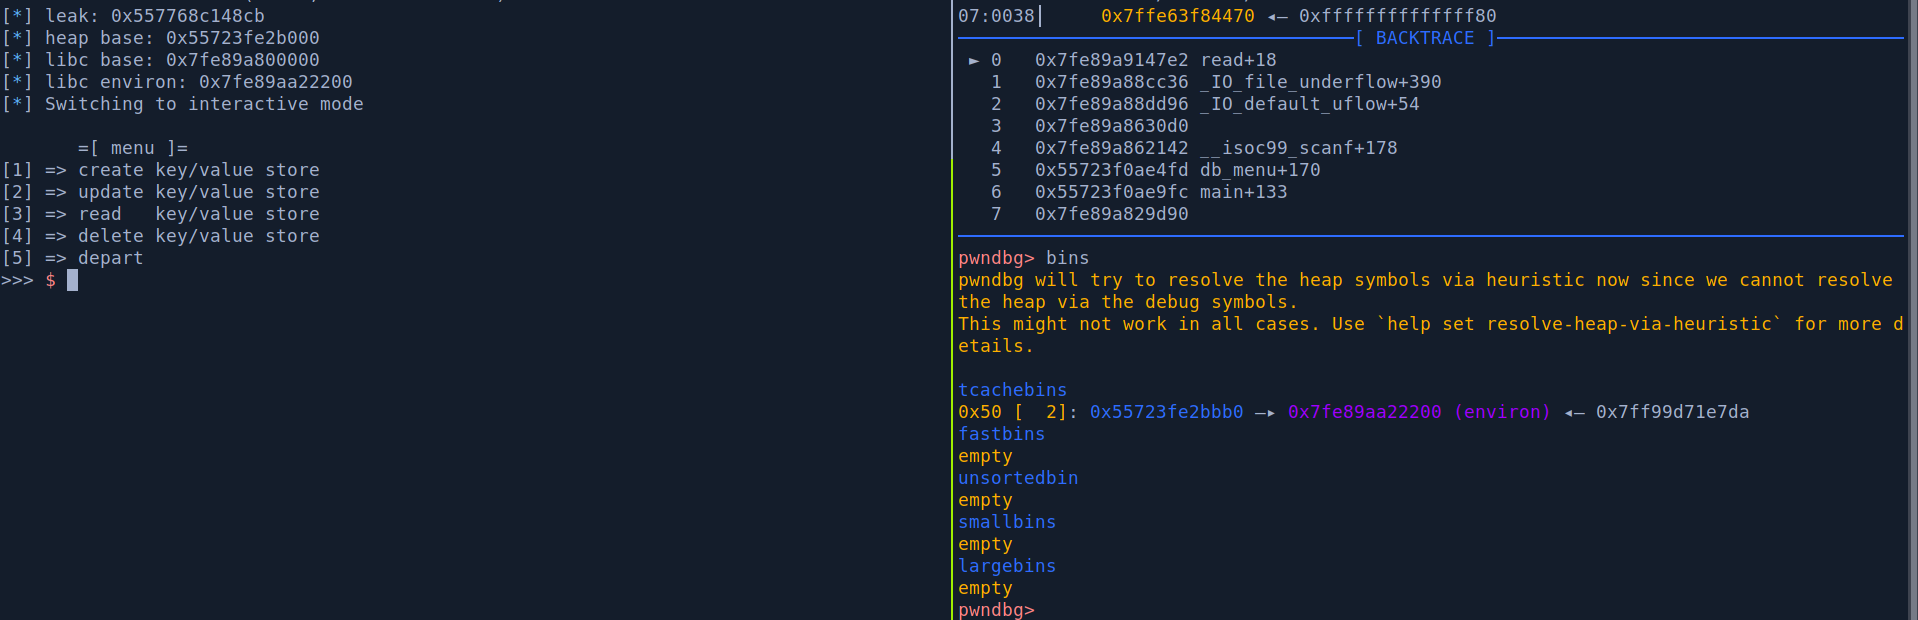 [*] leak: 0x557768c148cb
[*] heap base: 0x55723fe2b000
[*] libc base: 0x7fe89a800000
[*] libc environ: 0x7fe89aa22200
[*] Switching to interactive mode
=[ menu ]=
[1] => create key/value store
[2] => update key/value store
[3] => read   key/value store
[4] => delete key/value store
[5] => depart
>>> $
07:0038│      0x7ffe63f84470 ◂— 0xffffffffffffff80
[ BACKTRACE ]
► 0   0x7fe89a9147e2 read+18
1   0x7fe89a88cc36 _IO_file_underflow+390
2   0x7fe89a88dd96 _IO_default_uflow+54
3   0x7fe89a8630d0
4   0x7fe89a862142 __isoc99_scanf+178
5   0x55723f0ae4fd db_menu+170
6   0x55723f0ae9fc main+133
7   0x7fe89a829d90
pwndbg> bins
pwndbg will try to resolve the heap symbols via heuristic now since we cannot resolve
the heap via the debug symbols.
This might not work in all cases. Use `help set resolve-heap-via-heuristic` for more d
etails.
tcachebins
0x50 [  2]: 0x55723fe2bbb0 —▸ 0x7fe89aa22200 (environ) ◂— 0x7ff99d71e7da
fastbins
empty
unsortedbin
empty
smallbins
empty
largebins
empty
pwndbg>